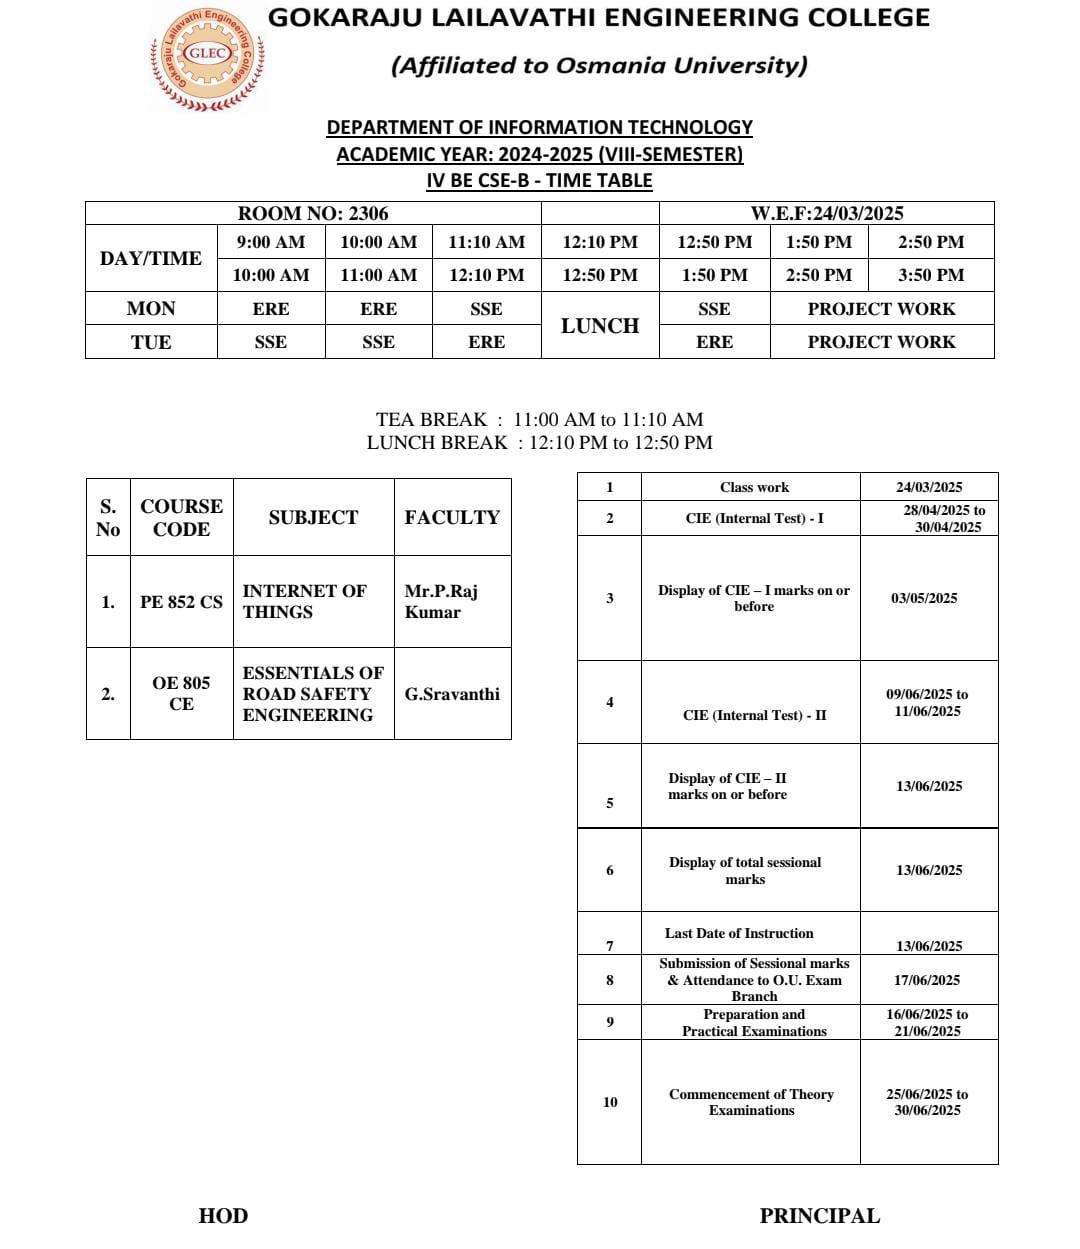 GOKARAJU LAILAVATHI ENGINEERING COLLEGE
(Affiliated to Osmania University)
Gokaraju Lailavathi Engineering College
GLEC
DEPARTMENT OF INFORMATION TECHNOLOGY
ACADEMIC YEAR: 2024-2025 (VIII-SEMESTER)
IV BE CSE-B - TIME TABLE
ROOM NO: 2306 W.E.F:24/03/2025
DAY/TIME 9:00 AM 10:00 AM 11:10 AM 12:10 PM 12:50 PM 1:50 PM 2:50 PM
10:00 AM 11:00 AM 12:10 PM 12:50 PM 1:50 PM 2:50 PM 3:50 PM
MON ERE ERE SSE LUNCH SSE PROJECT WORK
TUE SSE SSE ERE ERE PROJECT WORK
TEA BREAK : 11:00 AM to 11:10 AM
LUNCH BREAK : 12:10 PM to 12:50 PM
S. No COURSE CODE SUBJECT FACULTY
1. PE 852 CS INTERNET OF THINGS Mr.P.Raj Kumar
2. OE 805 CE ESSENTIALS OF ROAD SAFETY ENGINEERING G.Sravanthi
1 Class work 24/03/2025
2 CIE (Internal Test) - I 28/04/2025 to 30/04/2025
3 Display of CIE – I marks on or before 03/05/2025
4 CIE (Internal Test) - II 09/06/2025 to 11/06/2025
5 Display of CIE – II marks on or before 13/06/2025
6 Display of total sessional marks 13/06/2025
7 Last Date of Instruction 13/06/2025
8 Submission of Sessional marks & Attendance to O.U. Exam Branch 17/06/2025
9 Preparation and Practical Examinations 16/06/2025 to 21/06/2025
10 Commencement of Theory Examinations 25/06/2025 to 30/06/2025
HOD PRINCIPAL